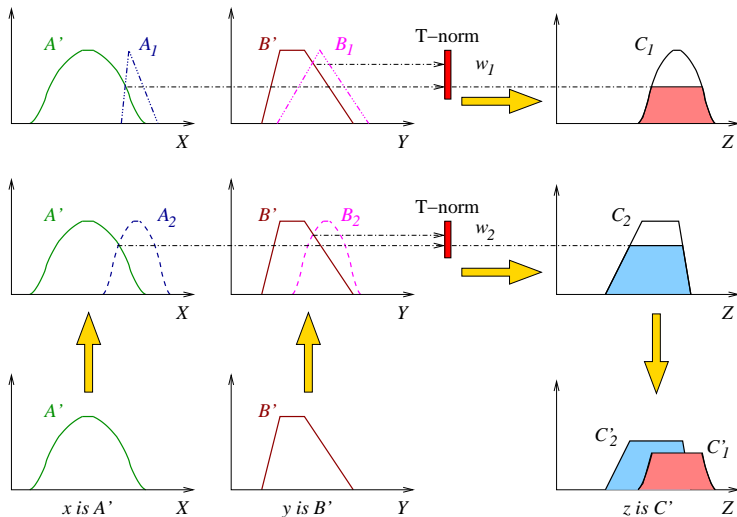 A' A₁ B' B₁ T−norm w₁ C₁
X Y Z
A' A₂ B' B₂ T−norm w₂ C₂
X Y Z
A' B' C'₂ C'₁
X Y Z
x is A' y is B' z is C'